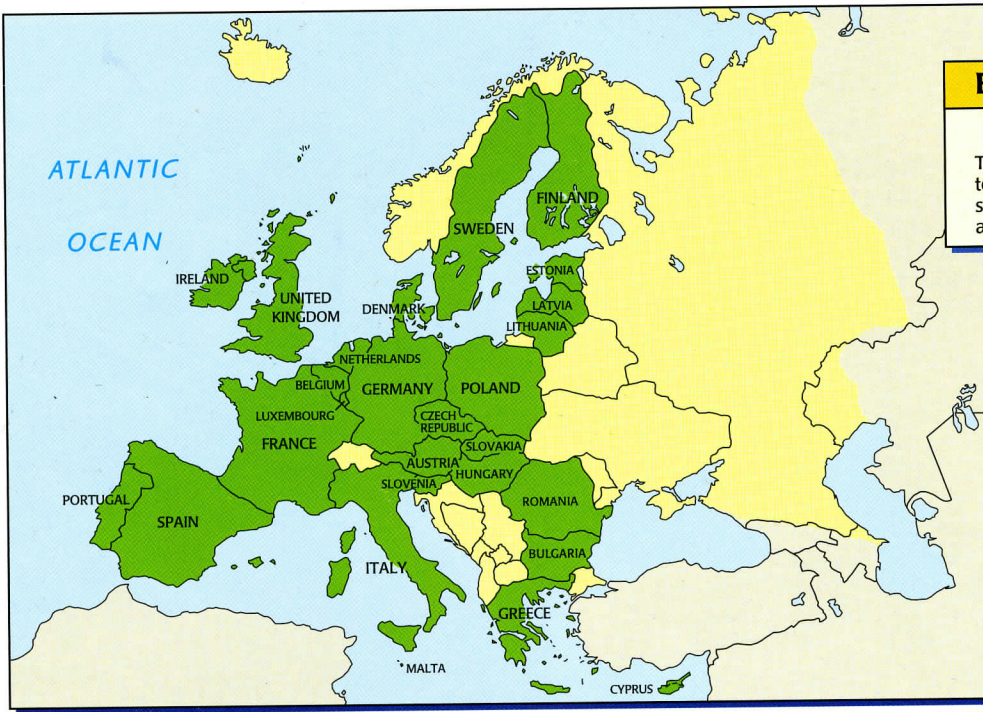 ATLANTIC
OCEAN
FINLAND
SWEDEN
ESTONIA
IRELAND
UNITED
KINGDOM
DENMARK
LATVIA
LITHUANIA
NETHERLANDS
BELGIUM
GERMANY
POLAND
LUXEMBOURG
CZECH
REPUBLIC
FRANCE
SLOVAKIA
AUSTRIA
HUNGARY
SLOVENIA
PORTUGAL
SPAIN
ROMANIA
BULGARIA
ITALY
GREECE
MALTA
CYPRUS